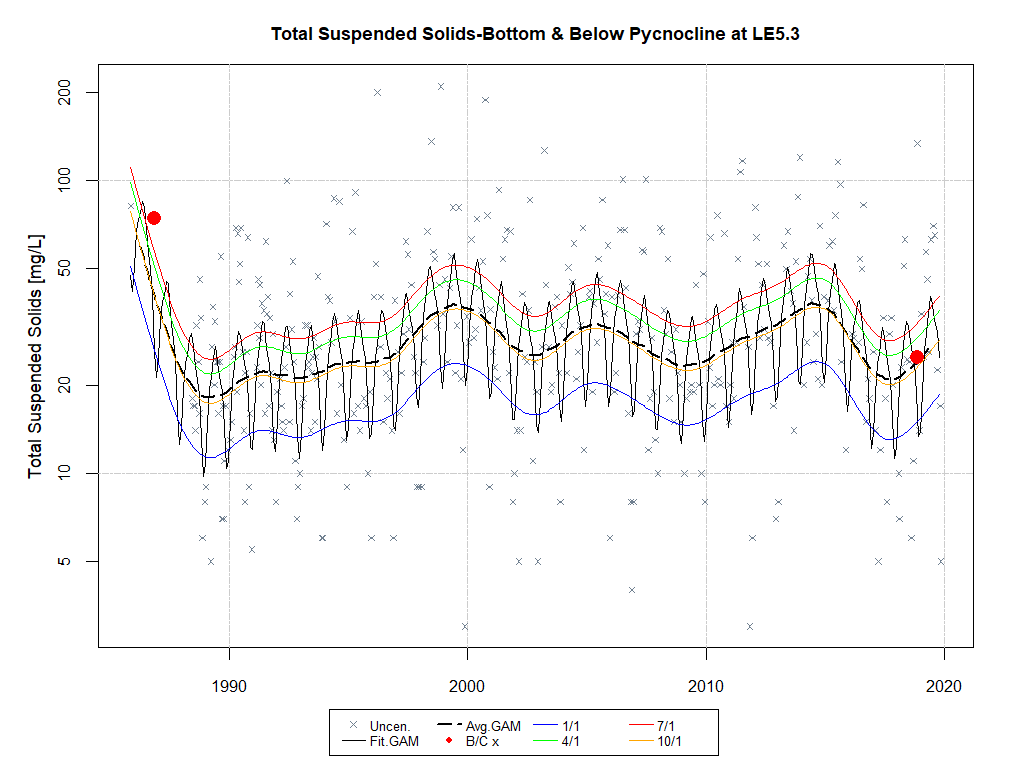 Total Suspended Solids-Bottom & Below Pycnocline at LE5.3
Total Suspended Solids [mg/L]
200
100
50
20
10
5
1990 2000 2010 2020
Uncen. Avg.GAM 1/1 7/1
Fit.GAM B/C x 4/1 10/1